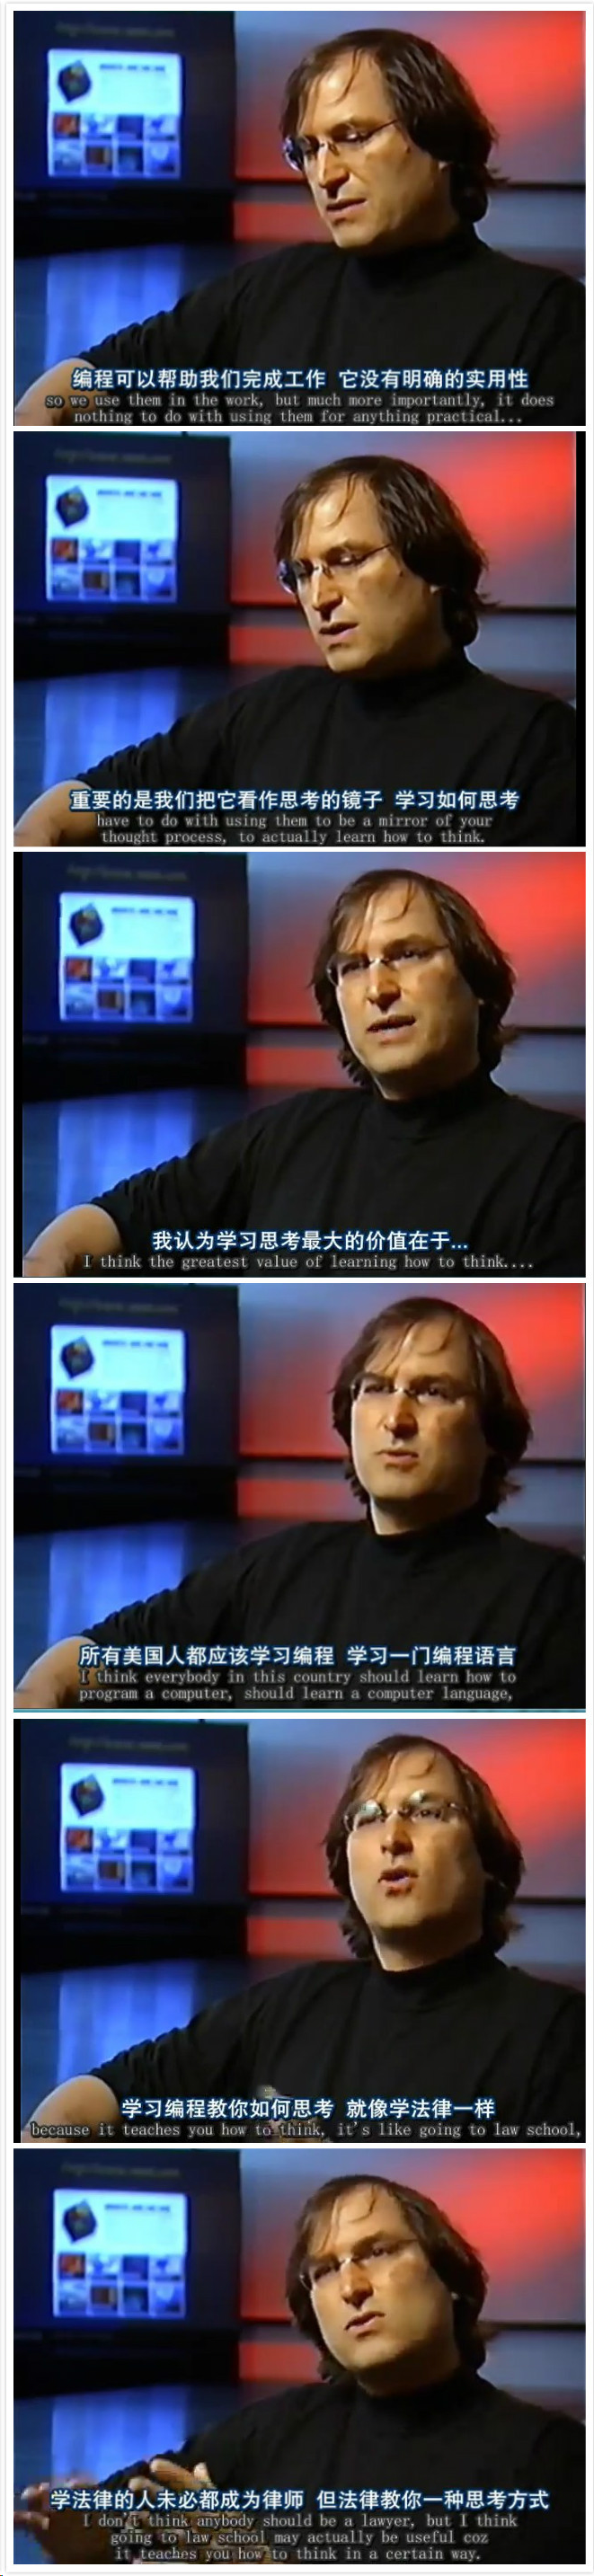 编程可以帮助我们完成工作 它没有明确的实用性
so we use them in the work, but much more importantly, it does
nothing to do with using them for anything practical...
重要的是我们把它看作思考的镜子 学习如何思考
have to do with using them to be a mirror of your
thought process, to actually learn how to think.
我认为学习思考最大的价值在于...
I think the greatest value of learning how to think....
所有美国人都应该学习编程 学习一门编程语言
I think everybody in this country should learn how to
program a computer, should learn a computer language,
学习编程教你如何思考 就像学法律一样
because it teaches you how to think, it's like going to law school,
学法律的人未必都成为律师 但法律教你一种思考方式
I don't think anybody should be a lawyer, but I think
going to law school may actually be useful coz
it teaches you how to think in a certain way.